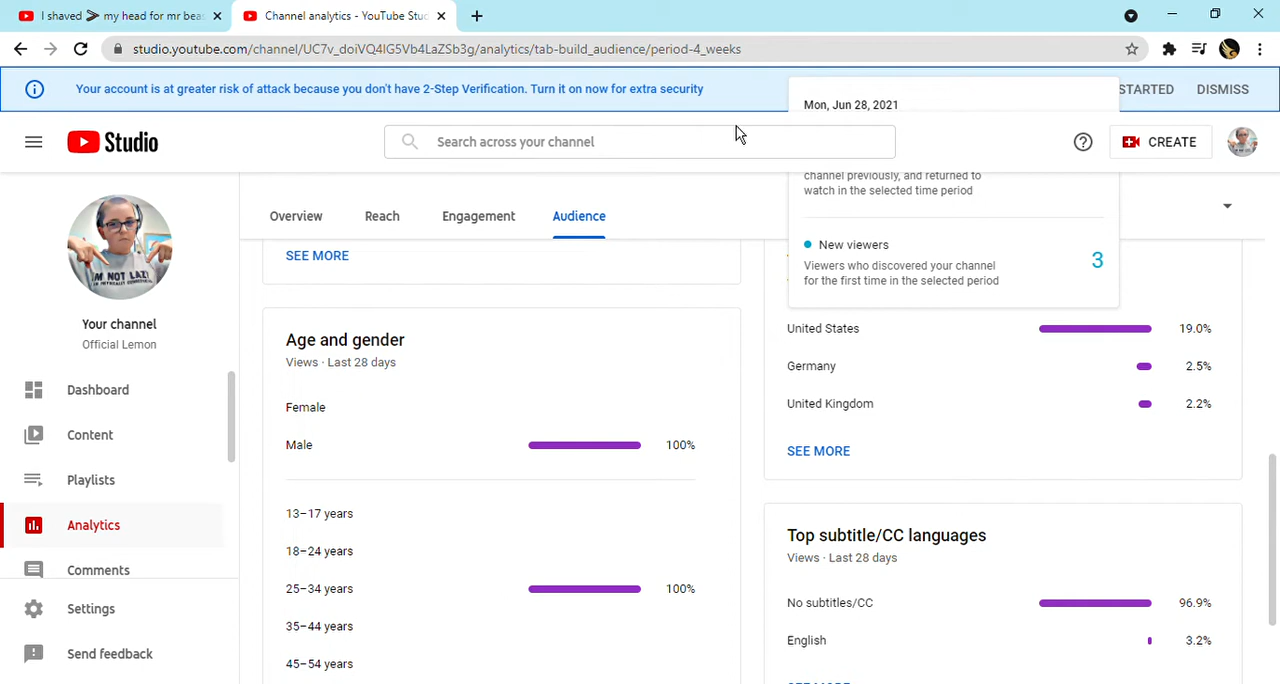 I shaved ⪢ my head for mr bea
Channel analytics - YouTube Stu
studio.youtube.com/channel/UC7v_doiVQ4lG5Vb4LaZSb3g/analytics/tab-build_audience/period-4_weeks
Your account is at greater risk of attack because you don't have 2-Step Verification. Turn it on now for extra security
STARTED
DISMISS
Mon, Jun 28, 2021
Studio
Search across your channel
CREATE
channel previously, and returned to
watch in the selected time period
New viewers
3
Viewers who discovered your channel
for the first time in the selected period
I'M NOT LAZY
Your channel
Official Lemon
Dashboard
Content
Playlists
Analytics
Comments
Settings
Send feedback
Overview
Reach
Engagement
Audience
SEE MORE
Age and gender
Views · Last 28 days
Female
Male 100%
13–17 years
18–24 years
25–34 years 100%
35–44 years
45–54 years
United States 19.0%
Germany 2.5%
United Kingdom 2.2%
SEE MORE
Top subtitle/CC languages
Views · Last 28 days
No subtitles/CC 96.9%
English 3.2%